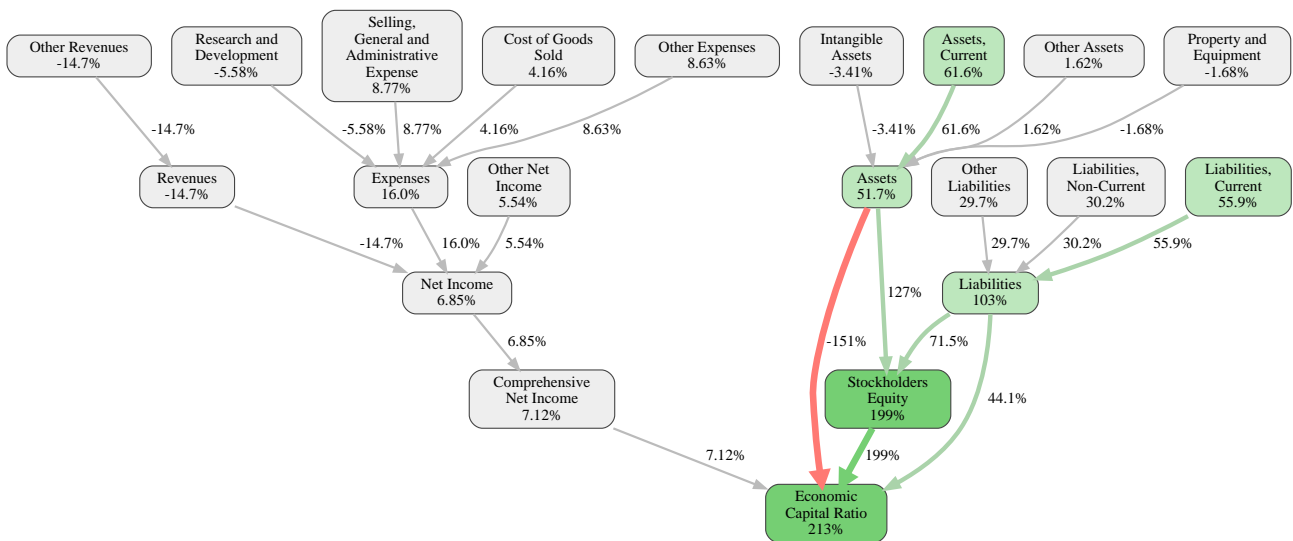 Other Revenues
-14.7%
Research and
Development
-5.58%
Selling,
General and
Administrative
Expense
8.77%
Cost of Goods
Sold
4.16%
Other Expenses
8.63%
Intangible
Assets
-3.41%
Assets,
Current
61.6%
Other Assets
1.62%
Property and
Equipment
-1.68%
-14.7%
-5.58%
8.77%
4.16%
8.63%
-3.41%
61.6%
1.62%
-1.68%
Revenues
-14.7%
Expenses
16.0%
Other Net
Income
5.54%
Assets
51.7%
Other
Liabilities
29.7%
Liabilities,
Non-Current
30.2%
Liabilities,
Current
55.9%
-14.7%
16.0%
5.54%
29.7%
30.2%
55.9%
Net Income
6.85%
127%
Liabilities
103%
6.85%
-151%
71.5%
Comprehensive
Net Income
7.12%
Stockholders
Equity
199%
44.1%
7.12%
199%
Economic
Capital Ratio
213%